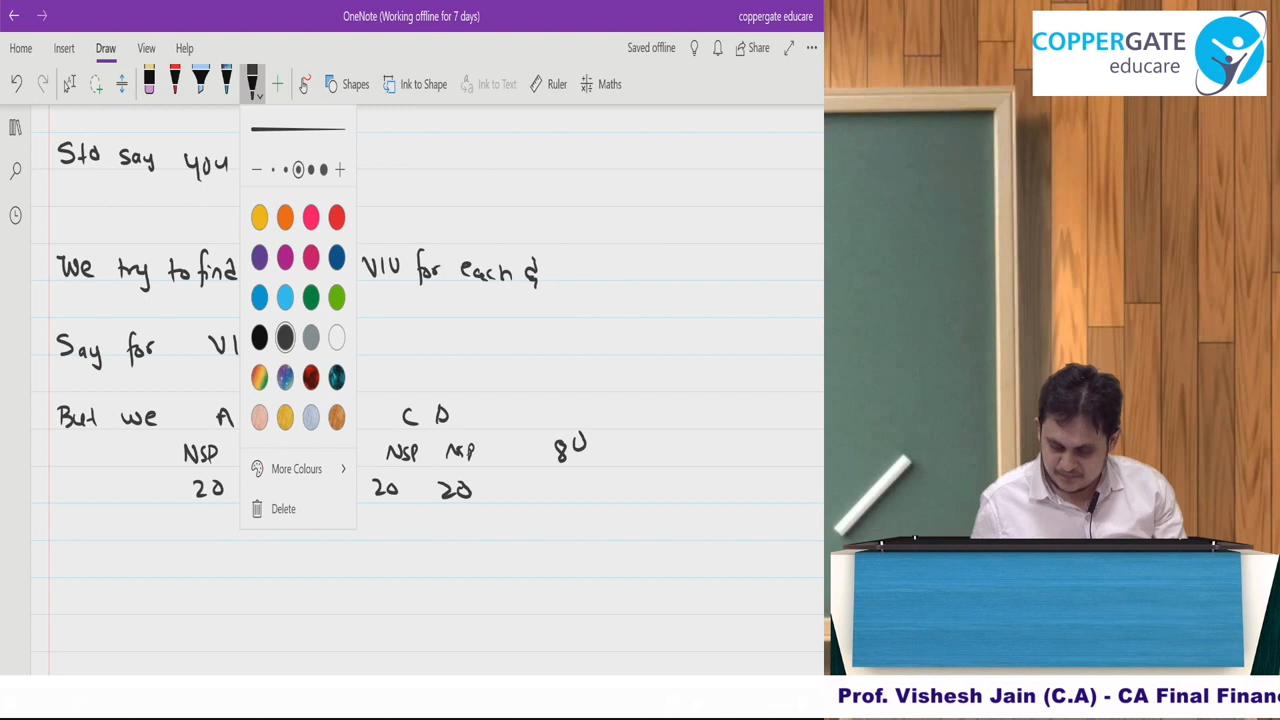 OneNote (Working offline for 7 days)
coppergate educare
Home Insert Draw View Help
Saved offline Share
Shapes Ink to Shape Ink to Text Ruler Maths
COPPERGATE
educare
Sto say you
We try to find VIU for each
Say for VI
But we A C D
NSP NSP NSP 80
20 20 20
More Colours
Delete
Prof. Vishesh Jain (C.A) - CA Final Finan